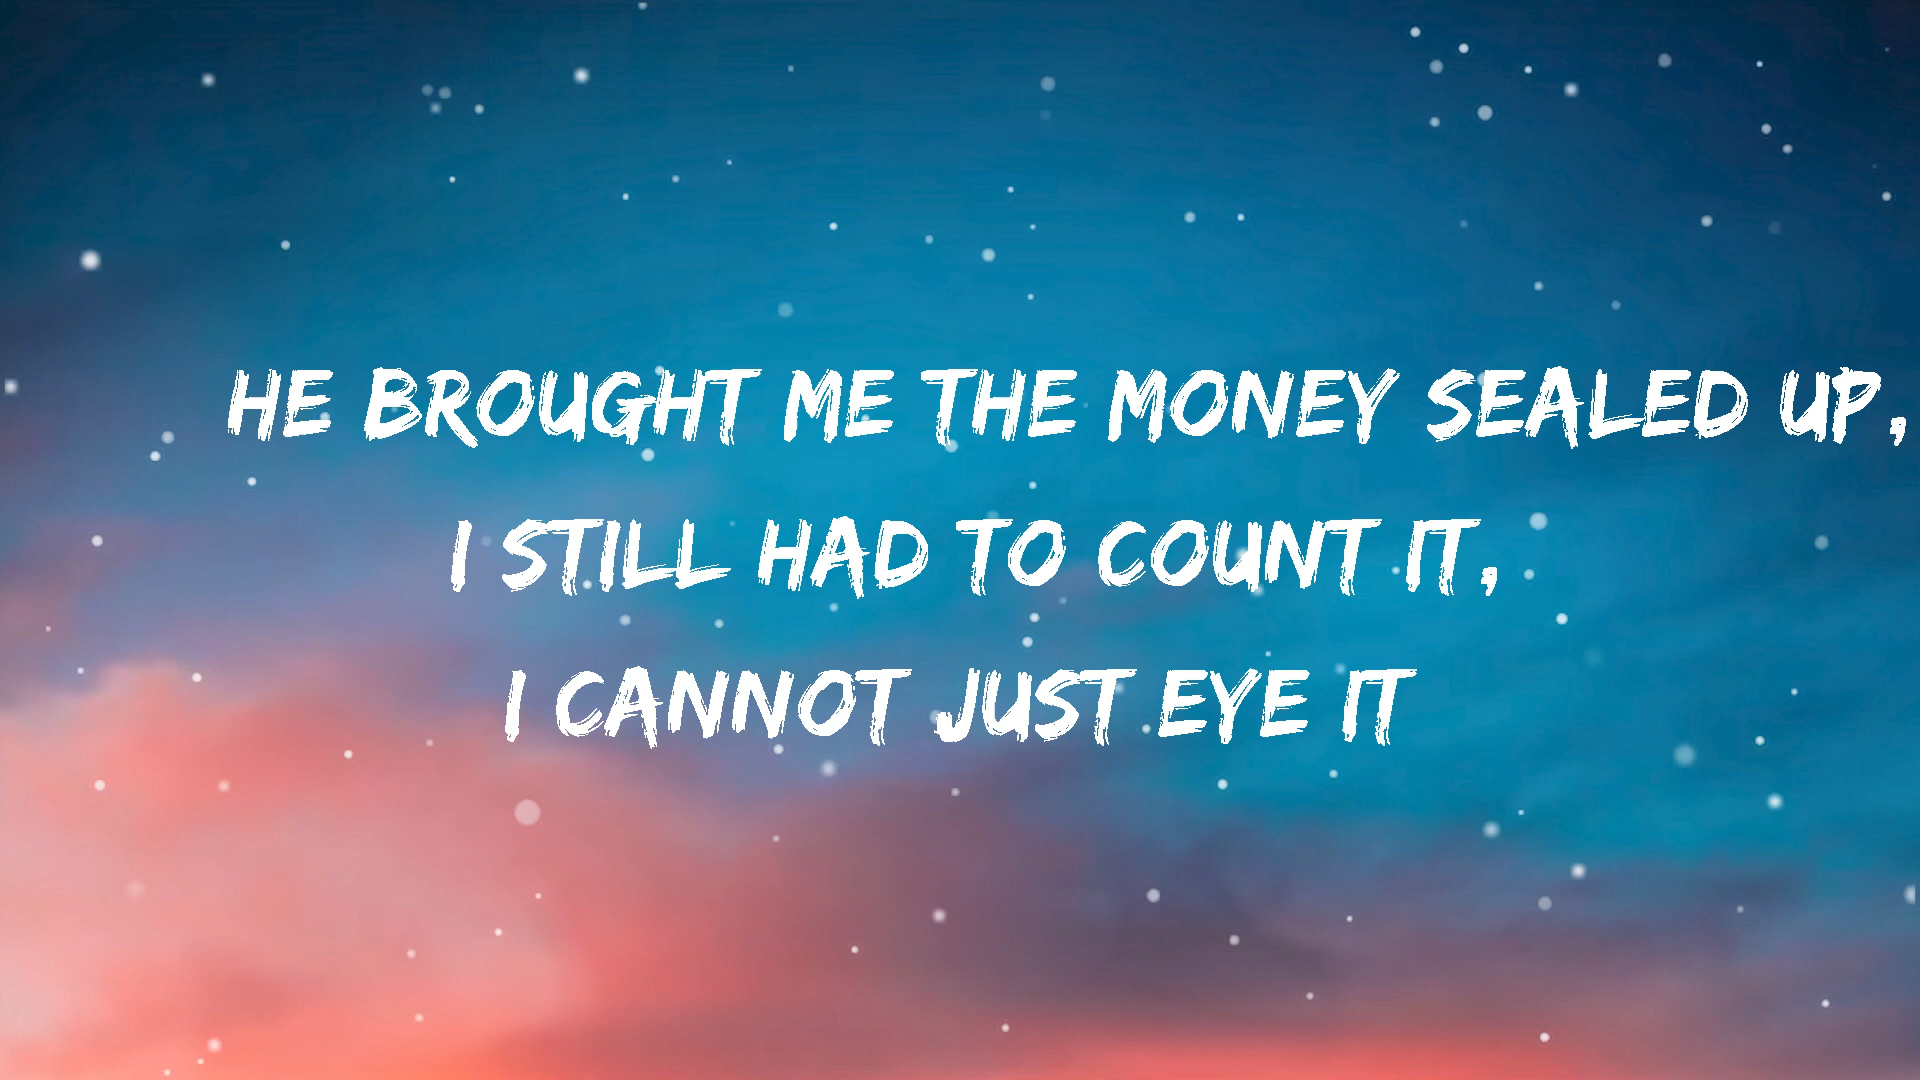 HE BROUGHT ME THE MONEY SEALED UP,
I STILL HAD TO COUNT IT,
I CANNOT JUST EYE IT